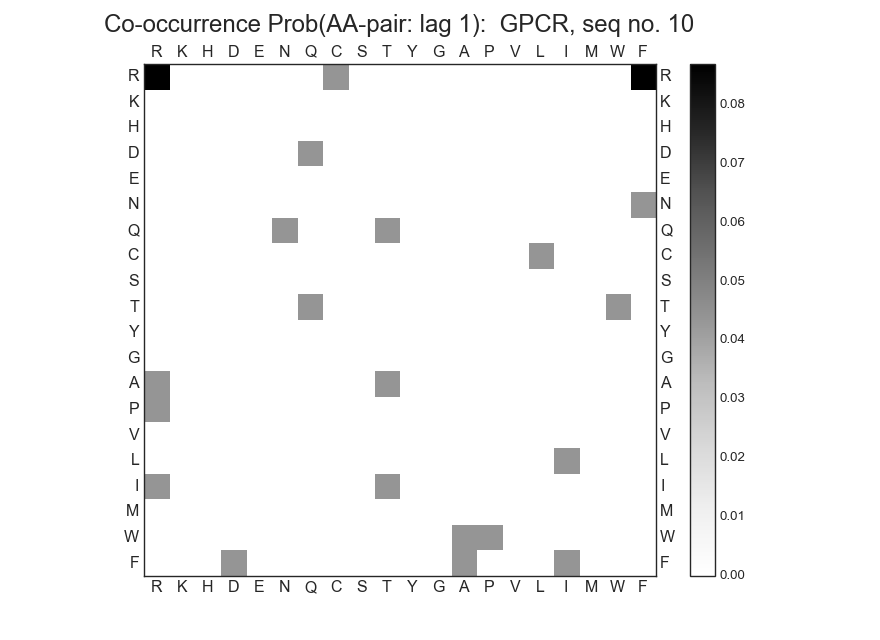 Co-occurrence Prob(AA-pair: lag 1):  GPCR, seq no. 10
R K H D E N Q C S T Y G A P V L I M W F
R R
K K
H H
D D
E E
N N
Q Q
C C
S S
T T
Y Y
G G
A A
P P
V V
L L
I I
M M
W W
F F
R K H D E N Q C S T Y G A P V L I M W F
0.08
0.07
0.06
0.05
0.04
0.03
0.02
0.01
0.00